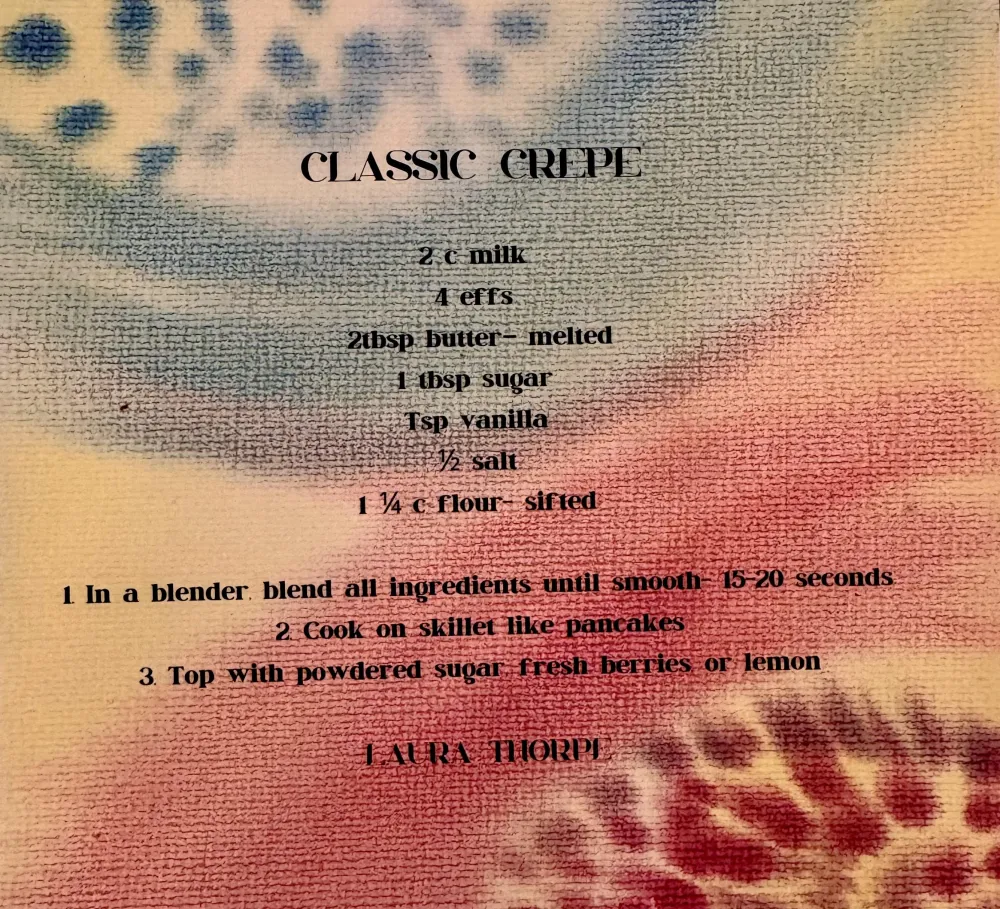 CLASSIC CREPE
2 c milk
4 effs
2tbsp butter- melted
1 tbsp sugar
Tsp vanilla
½ salt
1 ¼ c flour- sifted
1. In a blender, blend all ingredients until smooth- 15-20 seconds
2. Cook on skillet like pancakes
3. Top with powdered sugar, fresh berries, or lemon
LAURA THORPE